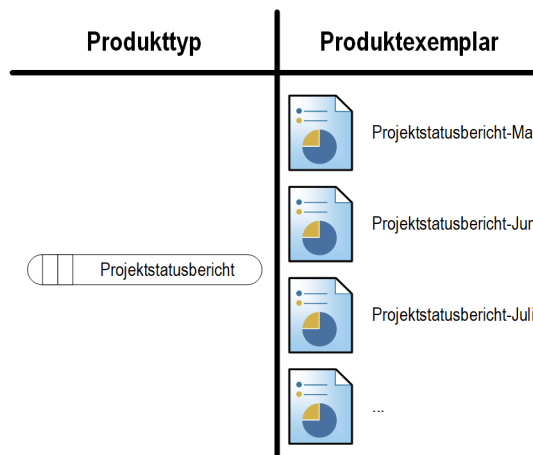 Produkttyp
Produktexemplar
Projektstatusbericht-Ma
Projektstatusbericht-Jun
Projektstatusbericht
Projektstatusbericht-Juli
...